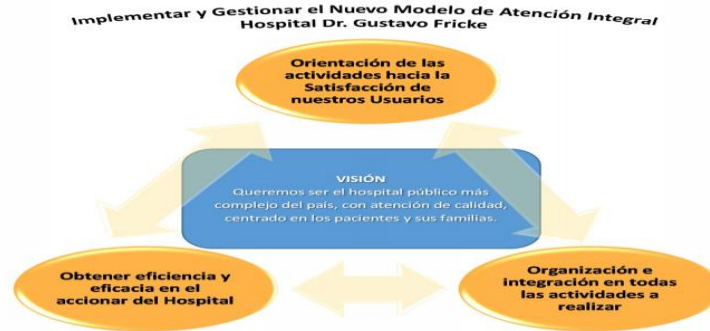 Implementar y Gestionar el Nuevo Modelo de Atención Integral
Hospital Dr. Gustavo Fricke
Orientación de las
actividades hacia la
Satisfacción de
nuestros Usuarios
VISIÓN
Queremos ser el hospital público más
complejo del país, con atención de calidad,
centrado en los pacientes y sus familias.
Obtener eficiencia y
eficacia en el
accionar del Hospital
Organización e
integración en todas
las actividades a
realizar